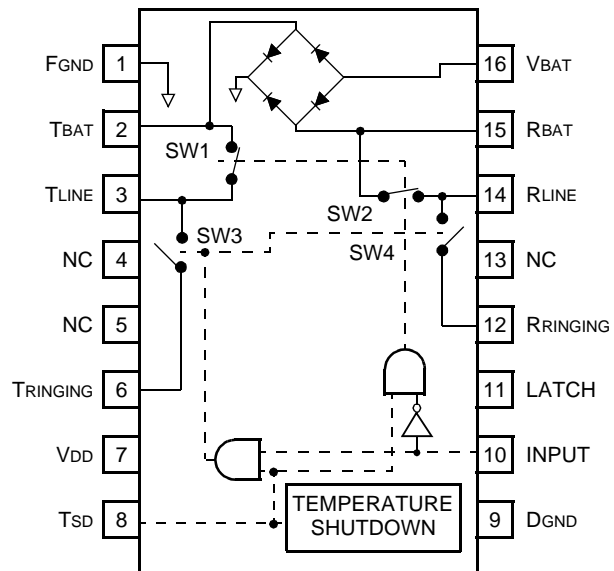 FGND 1
16 VBAT
TBAT 2
15 RBAT
SW1
TLINE 3
14 RLINE
SW2
SW3
NC 4
SW4
13 NC
NC 5
12 RRINGING
TRINGING 6
11 LATCH
VDD 7
10 INPUT
TSD 8
TEMPERATURE
SHUTDOWN
9 DGND